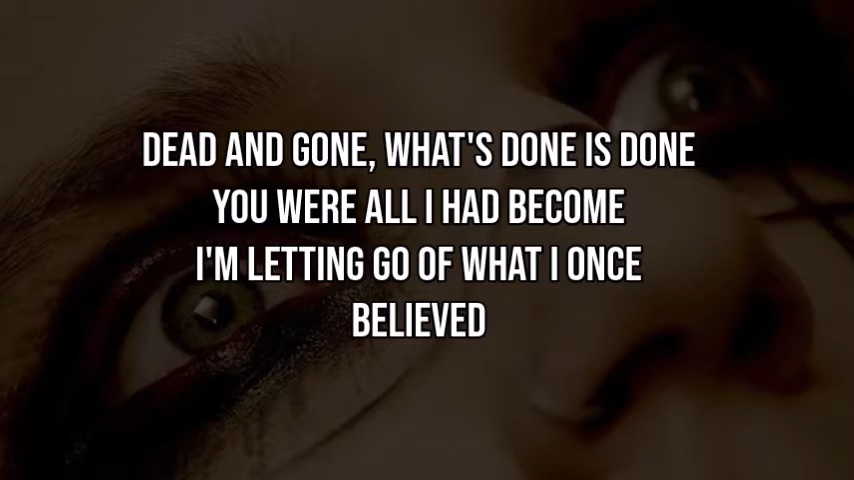 DEAD AND GONE, WHAT'S DONE IS DONE
YOU WERE ALL I HAD BECOME
I'M LETTING GO OF WHAT I ONCE
BELIEVED